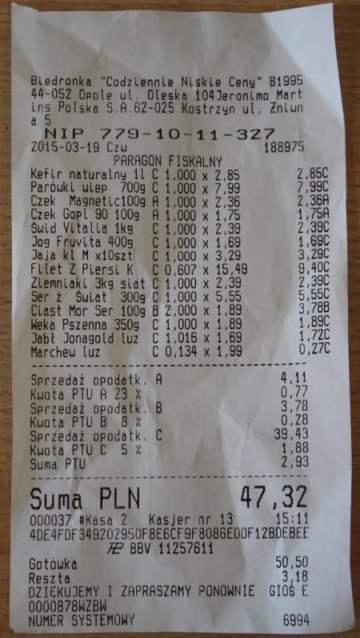 Biedronka "Codziennie Niskie Ceny" B1995
44-052 Opole ul. Oleska 104Jeronimo Mart
ins Polska S.A.62-025 Kostrzyn ul. Żniwn
a 5
NIP 779-10-11-327
2015-03-19 Czw 188975
PARAGON FISKALNY
Kefir naturalny 1l C 1,000 x 2,85 2,85C
Parówki wiep 700g C 1,000 x 7,99 7,99C
Czek Magnetic100g A 1,000 x 2,36 2,36A
Czek Gopl 90 100g A 1,000 x 1,75 1,75A
Świd Vitalia 1kg C 1,000 x 2,39 2,39C
Jog Fruvita 400g C 1,000 x 1,69 1,69C
Jaja kl M x10szt C 1,000 x 3,29 3,29C
Filet Z Piersi K C 0,607 x 15,49 9,40C
Ziemniaki 3kg siat C 1,000 x 2,39 2,39C
Ser ż Świat 300g C 1,000 x 5,55 5,55C
Ciast Mor Ser 100g B 2,000 x 1,89 3,78B
Weka Pszenna 350g C 1,000 x 1,89 1,89C
Jabł Jonagold luz C 1,016 x 1,69 1,72C
Marchew luz C 0,134 x 1,99 0,27C
Sprzedaż opodatk. A 4,11
Kwota PTU A 23 % 0,77
Sprzedaż opodatk. B 3,78
Kwota PTU B 8 % 0,28
Sprzedaż opodatk. C 39,43
Kwota PTU C 5 % 1,88
Suma PTU 2,93
Suma PLN 47,32
000037 #Kasa 2 Kasjer nr 13 15:11
4DE4FDF349202950F8E6CF9F8086EDDF12BDEBEE
BBV 11257611
Gotówka 50,50
Reszta 3,18
DZIĘKUJEMY I ZAPRASZAMY PONOWNIE GIOŚ E
0000878WZBW
NUMER SYSTEMOWY 6994